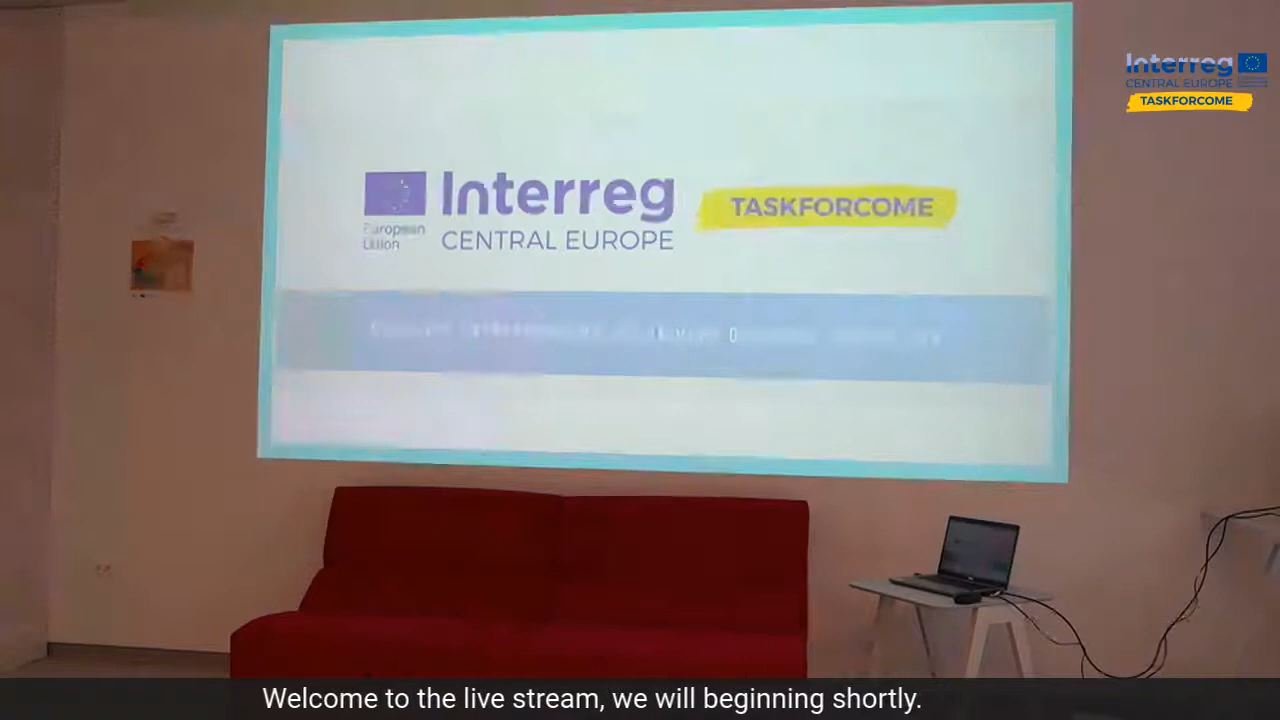 Interreg
CENTRAL EUROPE
TASKFORCOME
European
Union
Interreg
CENTRAL EUROPE
TASKFORCOME
Welcome to the live stream, we will beginning shortly.